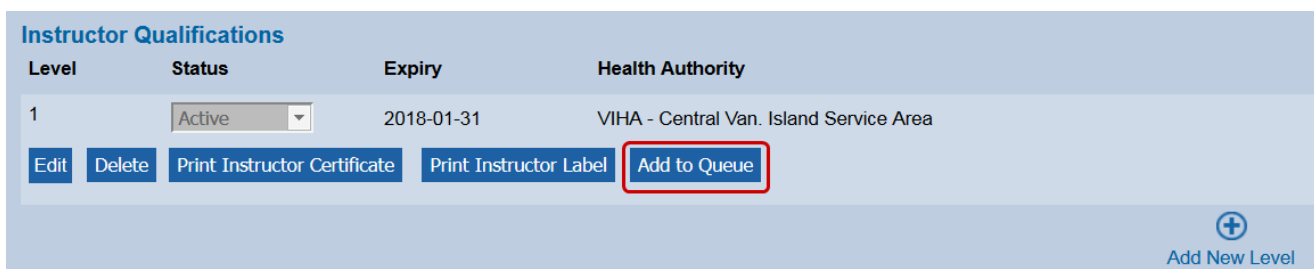 Instructor Qualifications
Level Status Expiry Health Authority
1 Active 2018-01-31 VIHA - Central Van. Island Service Area
Edit Delete Print Instructor Certificate Print Instructor Label Add to Queue
Add New Level